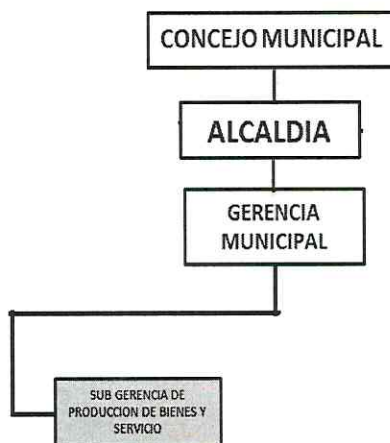 CONCEJO MUNICIPAL
ALCALDIA
GERENCIA
MUNICIPAL
SUB GERENCIA DE
PRODUCCION DE BIENES Y
SERVICIO